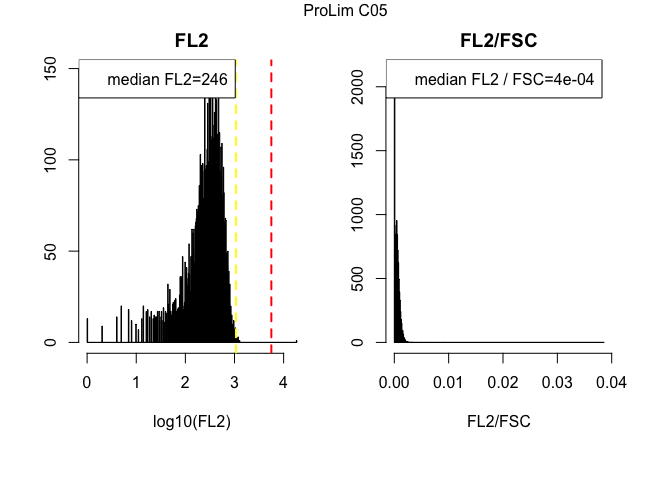 ProLim C05
FL2
median FL2=246
150
100
50
0
0 1 2 3 4
log10(FL2)
FL2/FSC
median FL2 / FSC=4e-04
2000
1500
1000
500
0
0.00 0.01 0.02 0.03 0.04
FL2/FSC